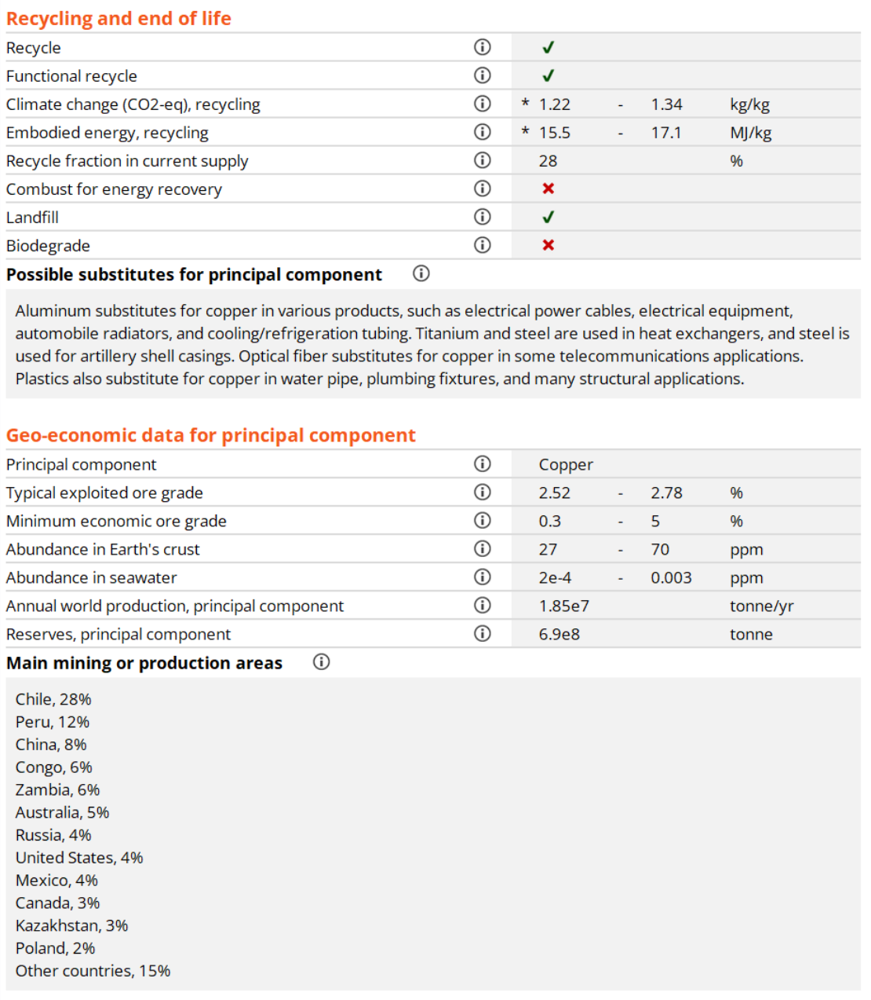 Recycling and end of life
Recycle
Functional recycle
Climate change (CO2-eq), recycling * 1.22 - 1.34 kg/kg
Embodied energy, recycling * 15.5 - 17.1 MJ/kg
Recycle fraction in current supply 28 %
Combust for energy recovery
Landfill
Biodegrade
Possible substitutes for principal component
Aluminum substitutes for copper in various products, such as electrical power cables, electrical equipment,
automobile radiators, and cooling/refrigeration tubing. Titanium and steel are used in heat exchangers, and steel is
used for artillery shell casings. Optical fiber substitutes for copper in some telecommunications applications.
Plastics also substitute for copper in water pipe, plumbing fixtures, and many structural applications.
Geo-economic data for principal component
Principal component Copper
Typical exploited ore grade 2.52 - 2.78 %
Minimum economic ore grade 0.3 - 5 %
Abundance in Earth's crust 27 - 70 ppm
Abundance in seawater 2e-4 - 0.003 ppm
Annual world production, principal component 1.85e7 tonne/yr
Reserves, principal component 6.9e8 tonne
Main mining or production areas
Chile, 28%
Peru, 12%
China, 8%
Congo, 6%
Zambia, 6%
Australia, 5%
Russia, 4%
United States, 4%
Mexico, 4%
Canada, 3%
Kazakhstan, 3%
Poland, 2%
Other countries, 15%